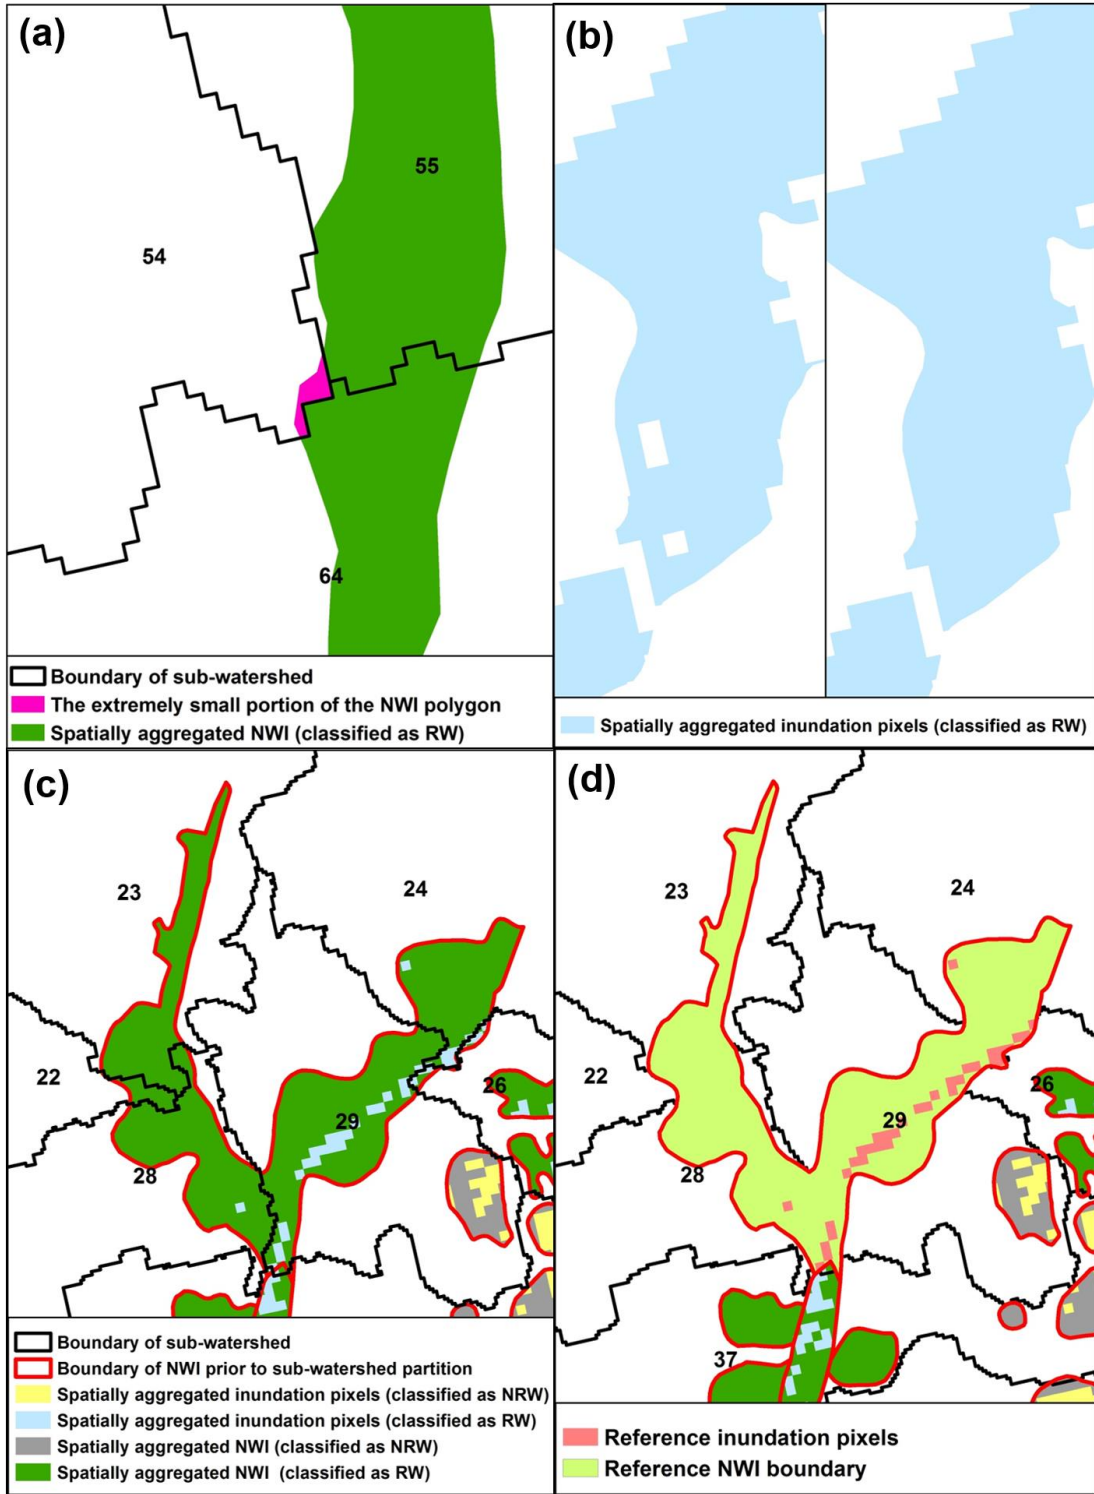 (a)
55
54
64
Boundary of sub-watershed
The extremely small portion of the NWI polygon
Spatially aggregated NWI (classified as RW)
(b)
Spatially aggregated inundation pixels (classified as RW)
(c)
23
24
22
26
29
28
Boundary of sub-watershed
Boundary of NWI prior to sub-watershed partition
Spatially aggregated inundation pixels (classified as NRW)
Spatially aggregated inundation pixels (classified as RW)
Spatially aggregated NWI (classified as NRW)
Spatially aggregated NWI (classified as RW)
(d)
23
24
22
26
29
28
37
Reference inundation pixels
Reference NWI boundary